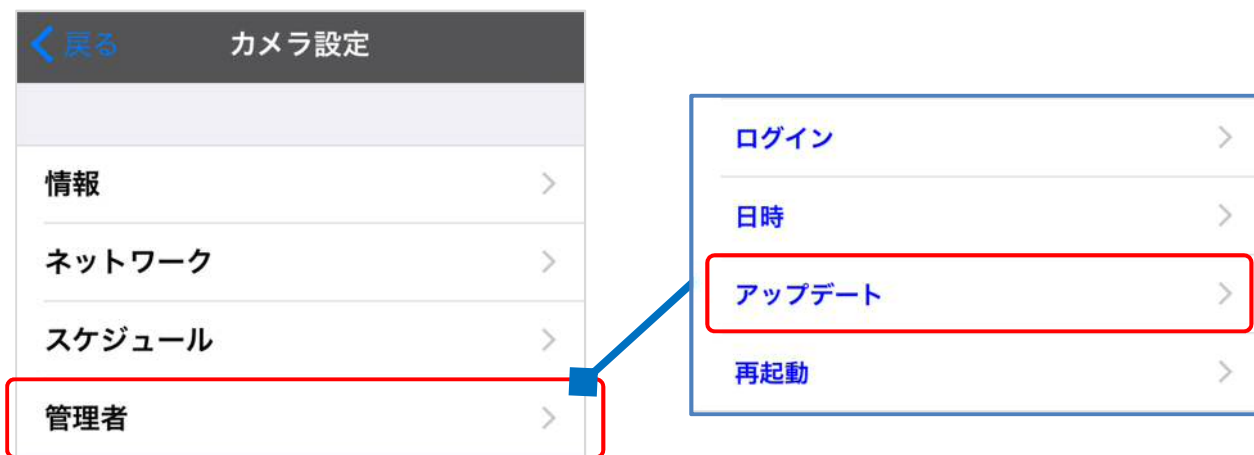 戻る
カメラ設定
情報
ネットワーク
スケジュール
管理者
ログイン
日時
アップデート
再起動